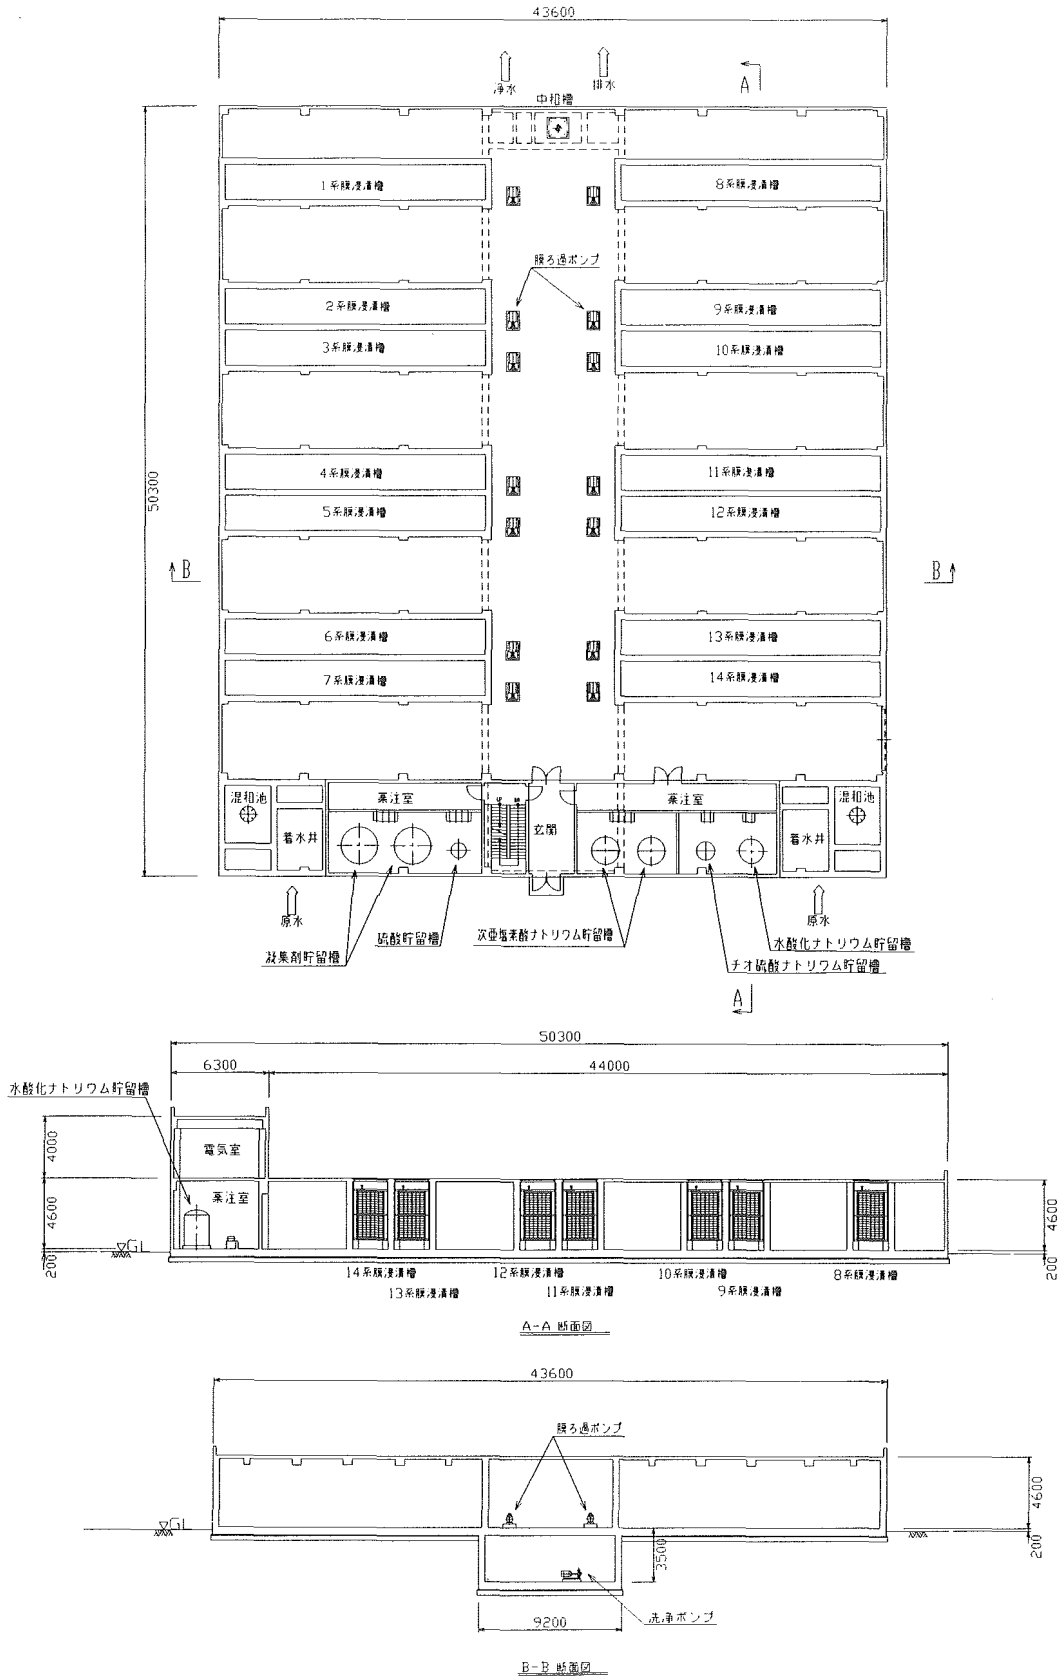 43600
浄水
排水
A
中和槽
1系膜浸漬槽
8系膜浸漬槽
膜ろ過ポンプ
2系膜浸漬槽
9系膜浸漬槽
3系膜浸漬槽
10系膜浸漬槽
50300
4系膜浸漬槽
11系膜浸漬槽
5系膜浸漬槽
12系膜浸漬槽
B
B
6系膜浸漬槽
13系膜浸漬槽
7系膜浸漬槽
14系膜浸漬槽
混和池
薬注室
薬注室
混和池
着水井
玄関
着水井
原水
原水
硫酸貯留槽
次亜塩素酸ナトリウム貯留槽
水酸化ナトリウム貯留槽
凝集剤貯留槽
チオ硫酸ナトリウム貯留槽
A
50300
6300
44000
水酸化ナトリウム貯留槽
4000
電気室
4600
薬注室
4600
GL
200
200
14系膜浸漬槽
12系膜浸漬槽
10系膜浸漬槽
8系膜浸漬槽
13系膜浸漬槽
11系膜浸漬槽
9系膜浸漬槽
A-A 断面図
43600
膜ろ過ポンプ
4600
GL
200
3500
9200
洗浄ポンプ
B-B 断面図